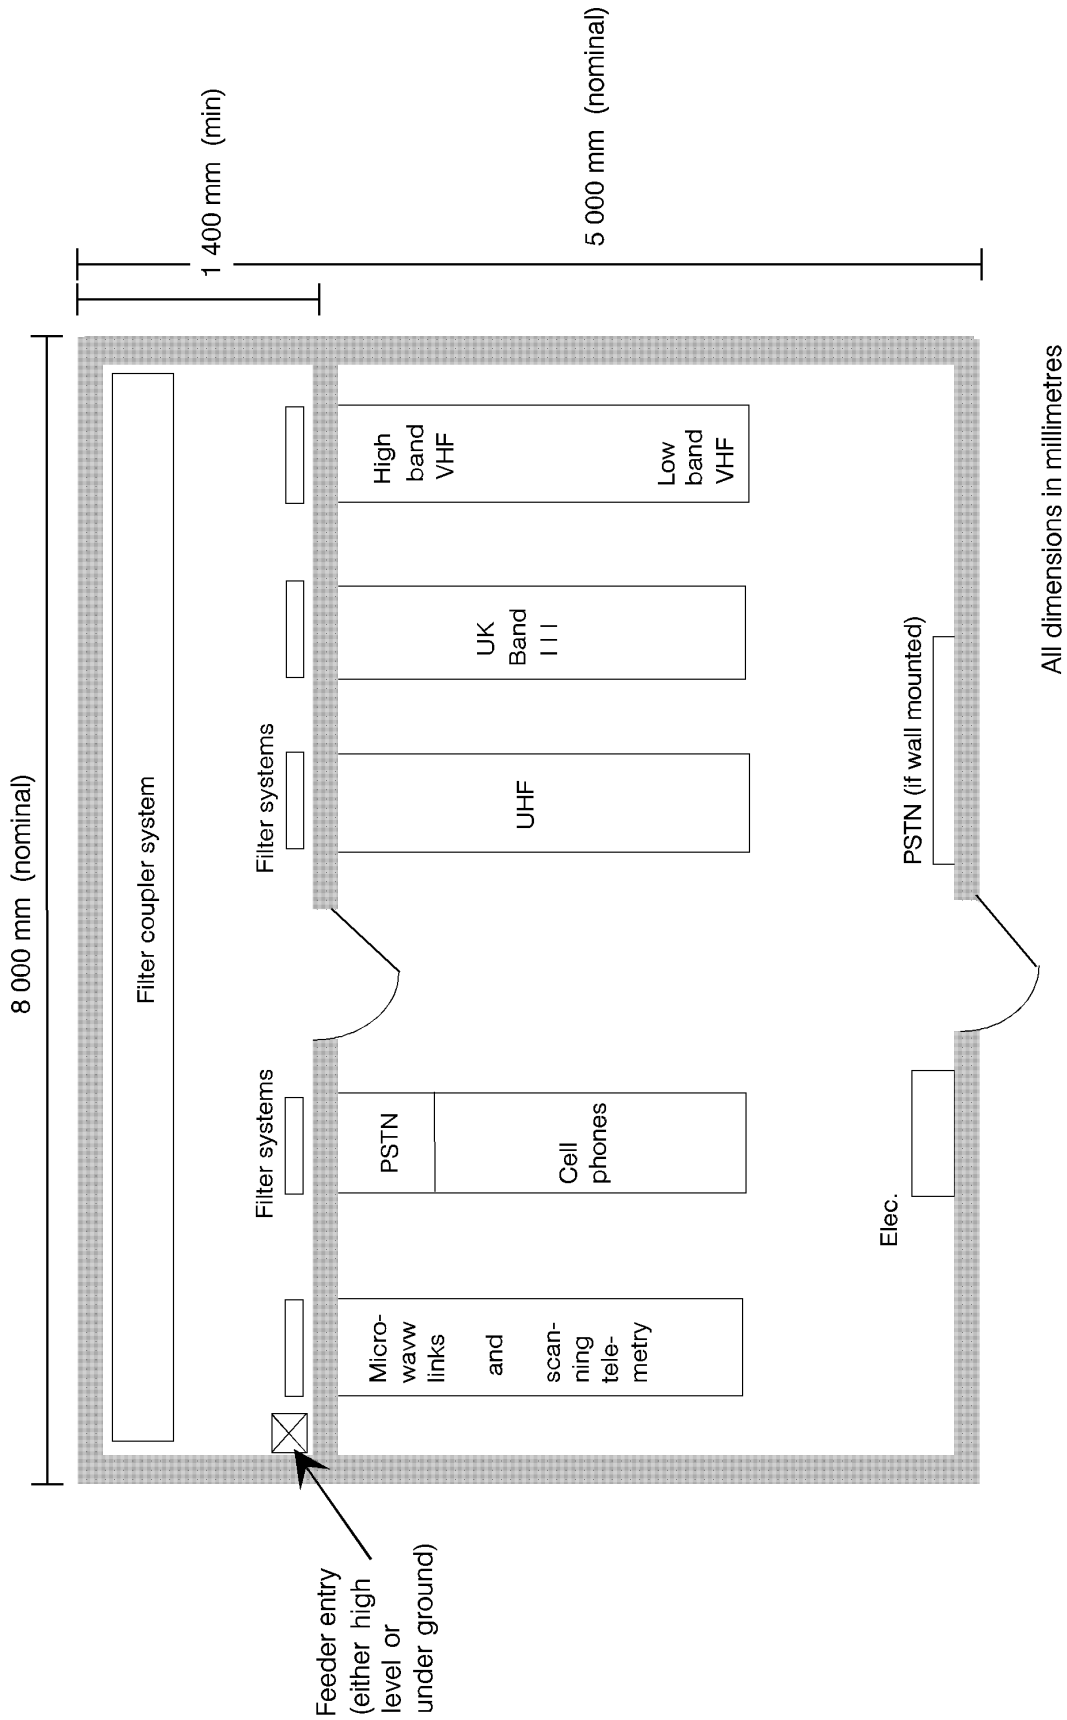 8 000 mm (nominal)
1 400 mm (min)
5 000 mm (nominal)
Filter coupler system
Feeder entry
(either high
level or
under ground)
Filter systems
Filter systems
Micro-
wavw
links
and
scan-
ning
tele-
metry
PSTN
Cell
phones
UHF
UK
Band
I I I
High
band
VHF
Low
band
VHF
Elec.
PSTN (if wall mounted)
All dimensions in millimetres